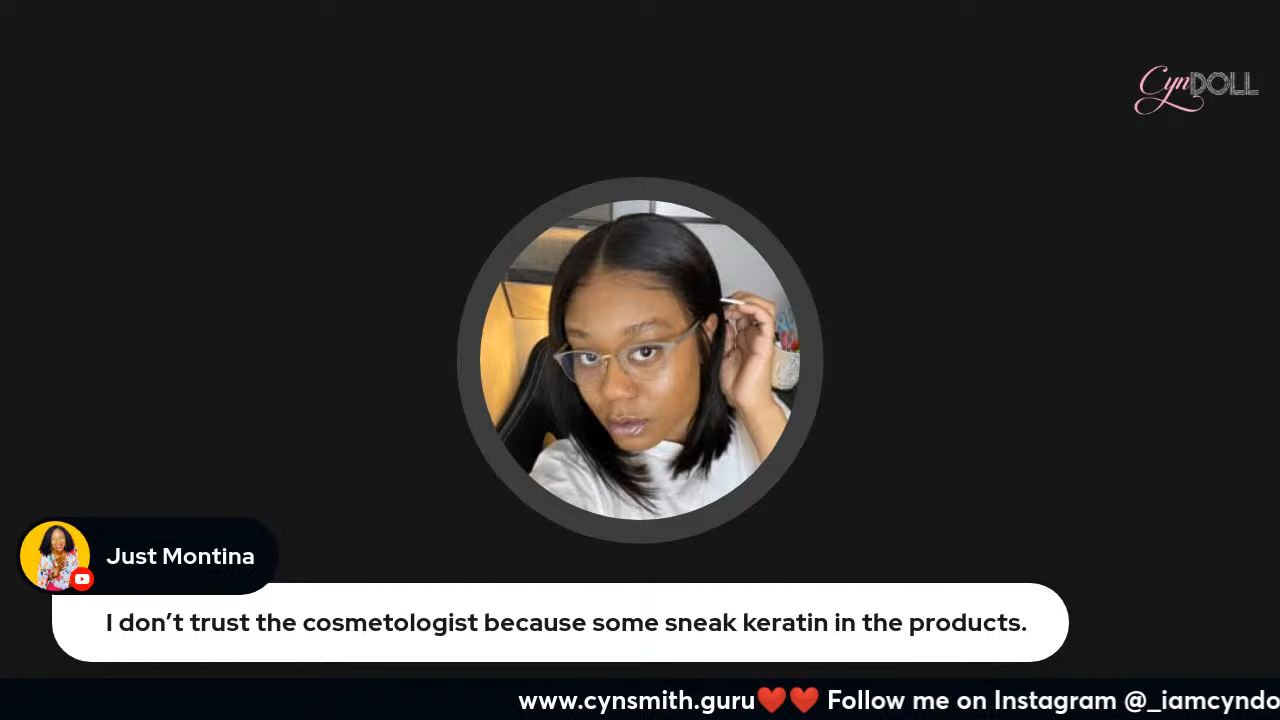 CynDOLL
Just Montina
I don’t trust the cosmetologist because some sneak keratin in the products.
www.cynsmith.guru❤️❤️ Follow me on Instagram @_iamcyndo